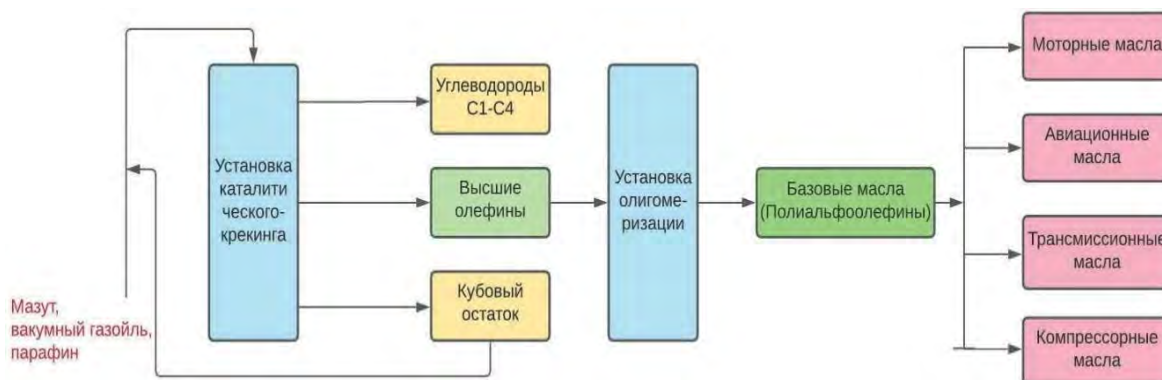 Мазут,
вакумный газойль,
парафин
Установка
каталити
ческого-
крекинга
Углеводороды
С1-С4
Высшие
олефины
Кубовый
остаток
Установка
олигоме-
ризации
Базовые масла
(Полиальфоолефины)
Моторные масла
Авиационные
масла
Трансмиссионные
масла
Компрессорные
масла